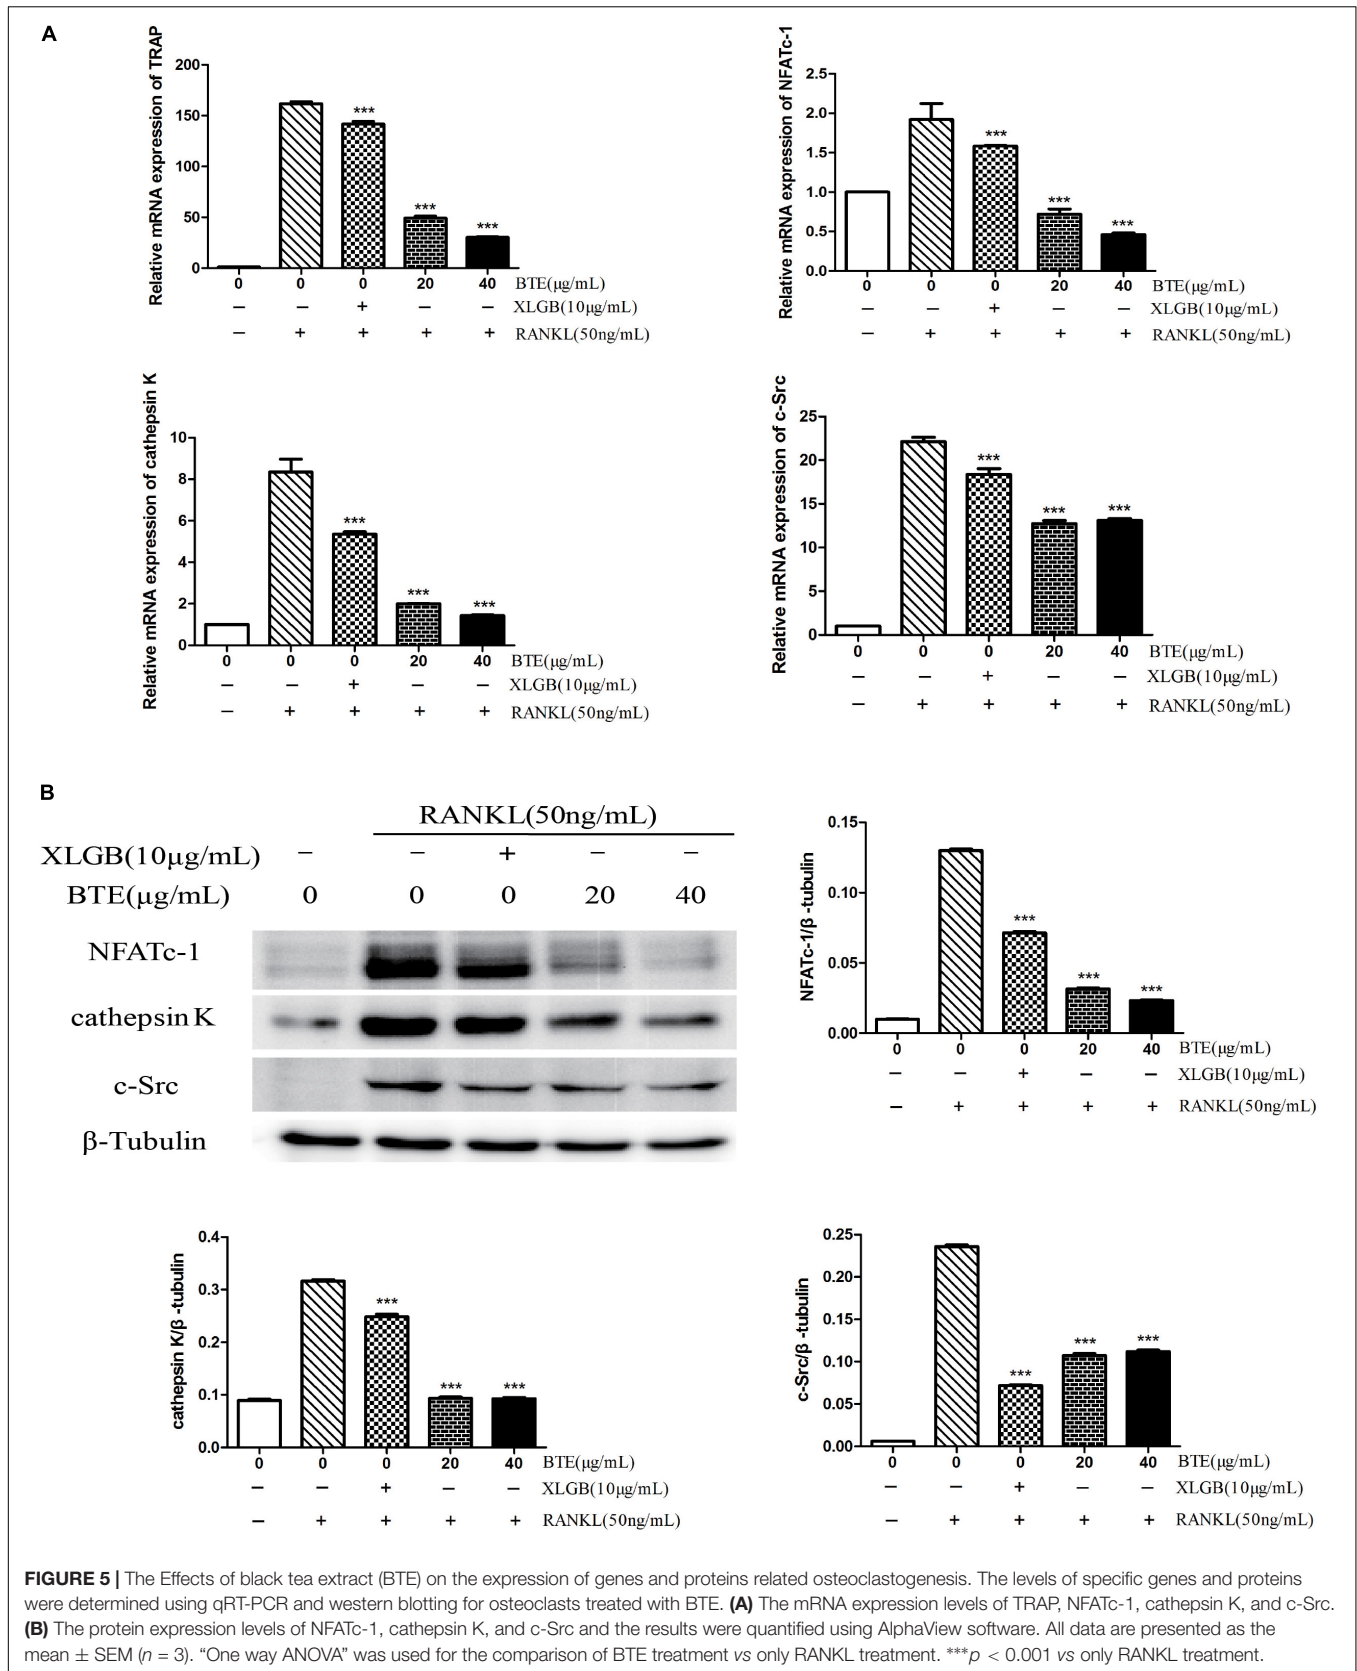 A
Relative mRNA expression of TRAP
200
150
100
50
0
***
***
***
0 0 0 20 40 BTE(μg/mL)
– – + – – XLGB(10μg/mL)
– + + + + RANKL(50ng/mL)
Relative mRNA expression of NFATc-1
2.5
2.0
1.5
1.0
0.5
0.0
***
***
***
0 0 0 20 40 BTE(μg/mL)
– – + – – XLGB(10μg/mL)
– + + + + RANKL(50ng/mL)
Relative mRNA expression of cathepsin K
10
8
6
4
2
0
***
***
***
0 0 0 20 40 BTE(μg/mL)
– – + – – XLGB(10μg/mL)
– + + + + RANKL(50ng/mL)
Relative mRNA expression of c-Src
25
20
15
10
5
0
***
***
***
0 0 0 20 40 BTE(μg/mL)
– – + – – XLGB(10μg/mL)
– + + + + RANKL(50ng/mL)
B
RANKL(50ng/mL)
XLGB(10μg/mL) – – + – –
BTE(μg/mL) 0 0 0 20 40
NFATc-1
cathepsin K
c-Src
β-Tubulin
NFATc-1/β -tubulin
0.15
0.10
0.05
0.00
***
***
***
0 0 0 20 40 BTE(μg/mL)
– – + – – XLGB(10μg/mL)
– + + + + RANKL(50ng/mL)
cathepsin K/β -tubulin
0.4
0.3
0.2
0.1
0.0
***
***
***
0 0 0 20 40 BTE(μg/mL)
– – + – – XLGB(10μg/mL)
– + + + + RANKL(50ng/mL)
c-Src/β -tubulin
0.25
0.20
0.15
0.10
0.05
0.00
***
***
***
0 0 0 20 40 BTE(μg/mL)
– – + – – XLGB(10μg/mL)
– + + + + RANKL(50ng/mL)
FIGURE 5 | The Effects of black tea extract (BTE) on the expression of genes and proteins related osteoclastogenesis. The levels of specific genes and proteins
were determined using qRT-PCR and western blotting for osteoclasts treated with BTE. (A) The mRNA expression levels of TRAP, NFATc-1, cathepsin K, and c-Src.
(B) The protein expression levels of NFATc-1, cathepsin K, and c-Src and the results were quantified using AlphaView software. All data are presented as the
mean ± SEM (n = 3). “One way ANOVA” was used for the comparison of BTE treatment vs only RANKL treatment. ***p < 0.001 vs only RANKL treatment.